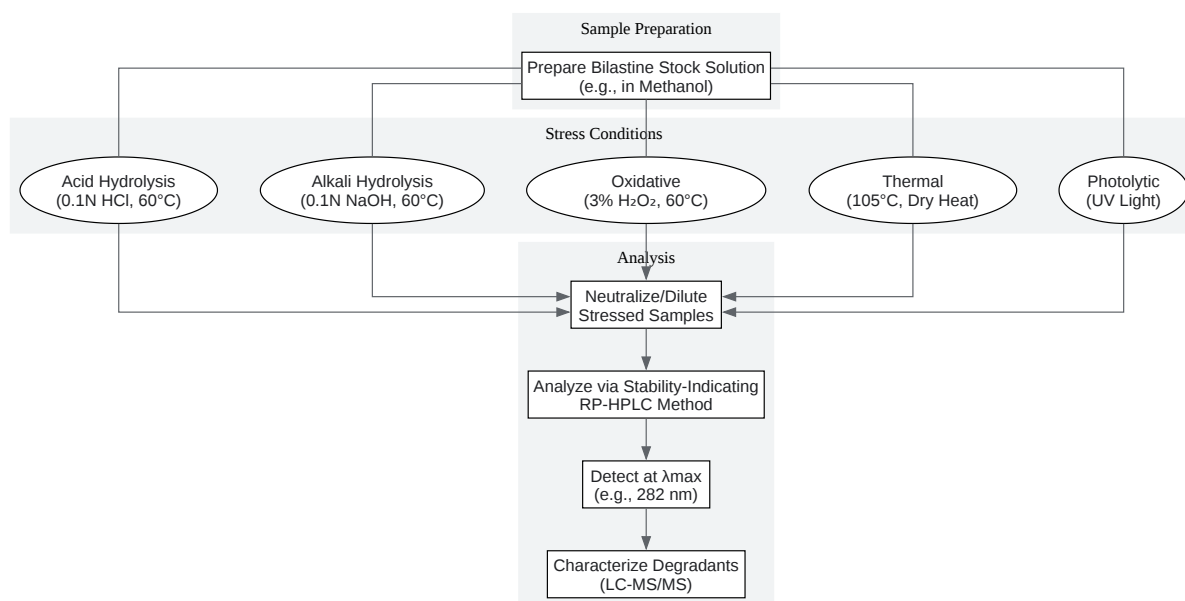 Sample Preparation
Prepare Bilastine Stock Solution
(e.g., in Methanol)
Stress Conditions
Acid Hydrolysis
(0.1N HCl, 60°C)
Alkali Hydrolysis
(0.1N NaOH, 60°C)
Oxidative
(3% H₂O₂, 60°C)
Thermal
(105°C, Dry Heat)
Photolytic
(UV Light)
Analysis
Neutralize/Dilute
Stressed Samples
Analyze via Stability-Indicating
RP-HPLC Method
Detect at λmax
(e.g., 282 nm)
Characterize Degradants
(LC-MS/MS)